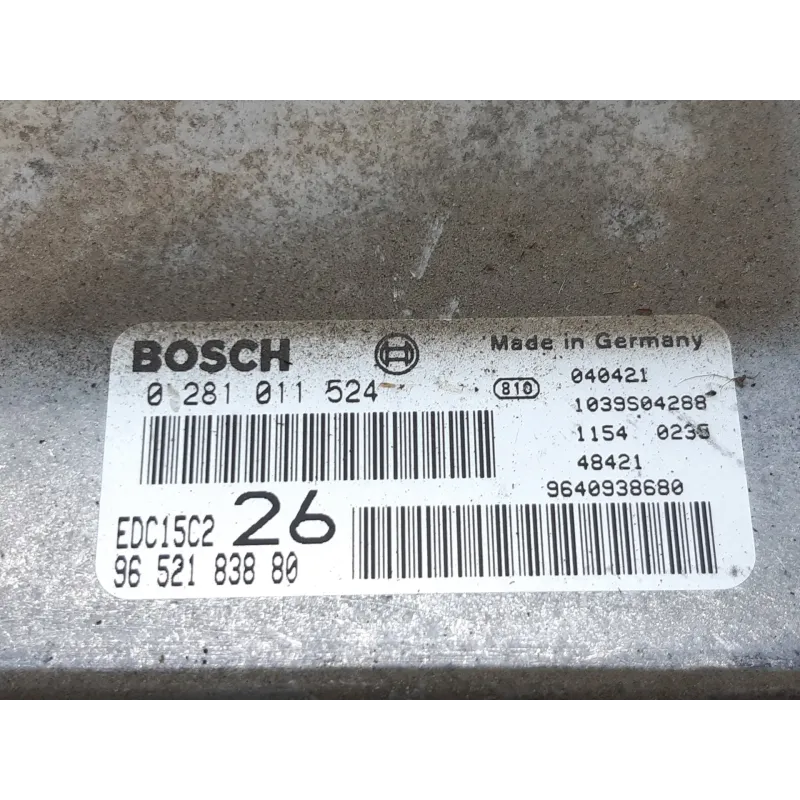 BOSCH
Made in Germany
0 281 011 524
810
040421
1039S04288
1154 0235
48421
9640938680
EDC15C2
26
96 521 838 80